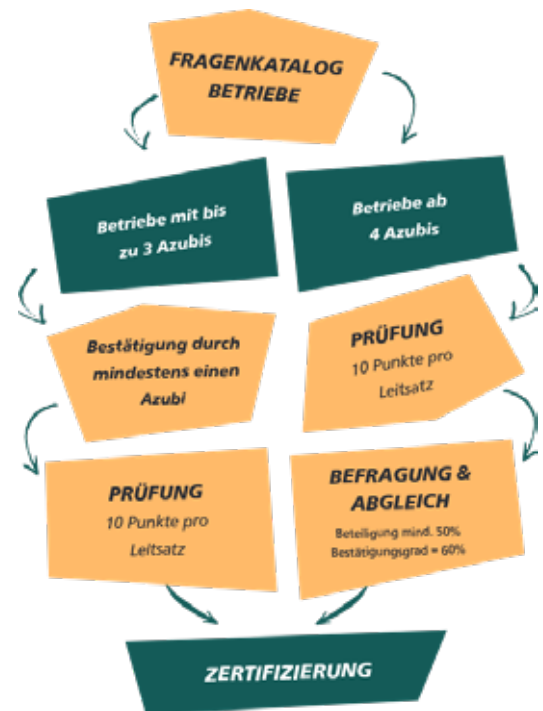 FRAGENKATALOG
BETRIEBE
Betriebe mit bis
zu 3 Azubis
Betriebe ab
4 Azubis
Bestätigung durch
mindestens einen
Azubi
PRÜFUNG
10 Punkte pro
Leitsatz
PRÜFUNG
10 Punkte pro
Leitsatz
BEFRAGUNG &
ABGLEICH
Beteiligung mind. 50%
Bestätigungsgrad = 60%
ZERTIFIZIERUNG